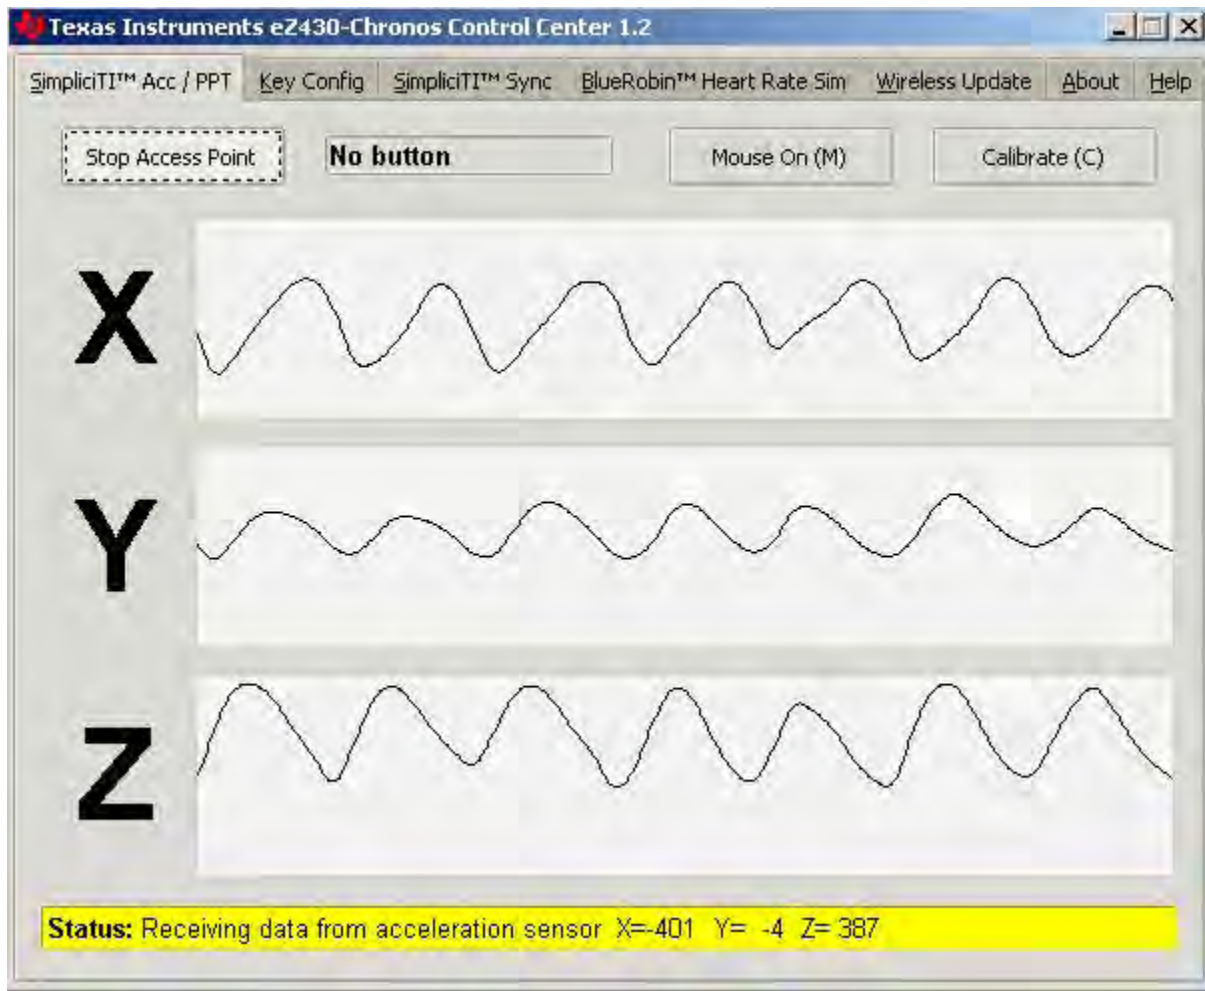 Texas Instruments eZ430-Chronos Control Center 1.2
SimpliciTI™ Acc / PPT Key Config SimpliciTI™ Sync BlueRobin™ Heart Rate Sim Wireless Update About Help
Stop Access Point No button Mouse On (M) Calibrate (C)
X
Y
Z
Status: Receiving data from acceleration sensor X=-401 Y= -4 Z= 387